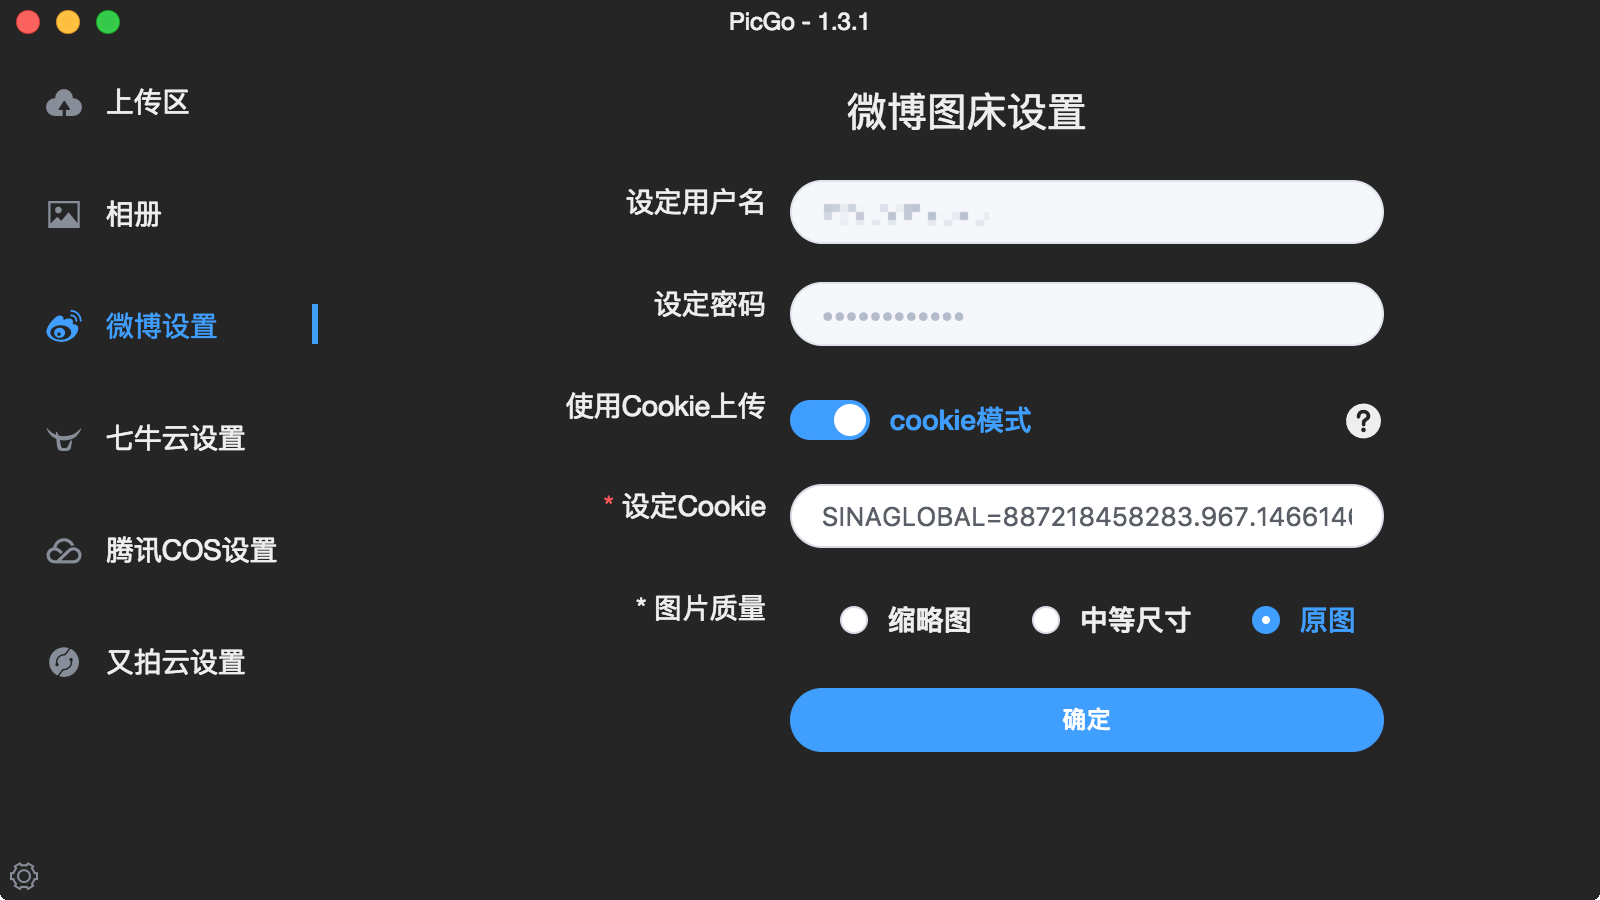 PicGo - 1.3.1
上传区
相册
微博设置
七牛云设置
腾讯COS设置
又拍云设置
微博图床设置
设定用户名
设定密码
使用Cookie上传
cookie模式
* 设定Cookie
SINAGLOBAL=887218458283.967.146614
* 图片质量
缩略图
中等尺寸
原图
确定